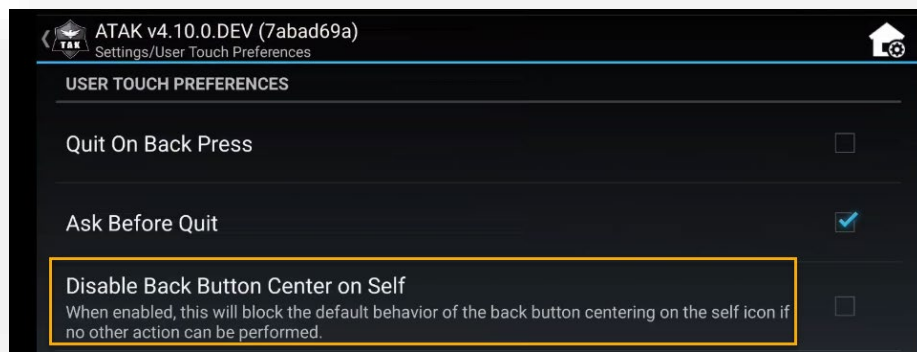 ATAK v4.10.0.DEV (7abad69a)
TAK
Settings/User Touch Preferences
USER TOUCH PREFERENCES
Quit On Back Press
Ask Before Quit
Disable Back Button Center on Self
When enabled, this will block the default behavior of the back button centering on the self icon if
no other action can be performed.